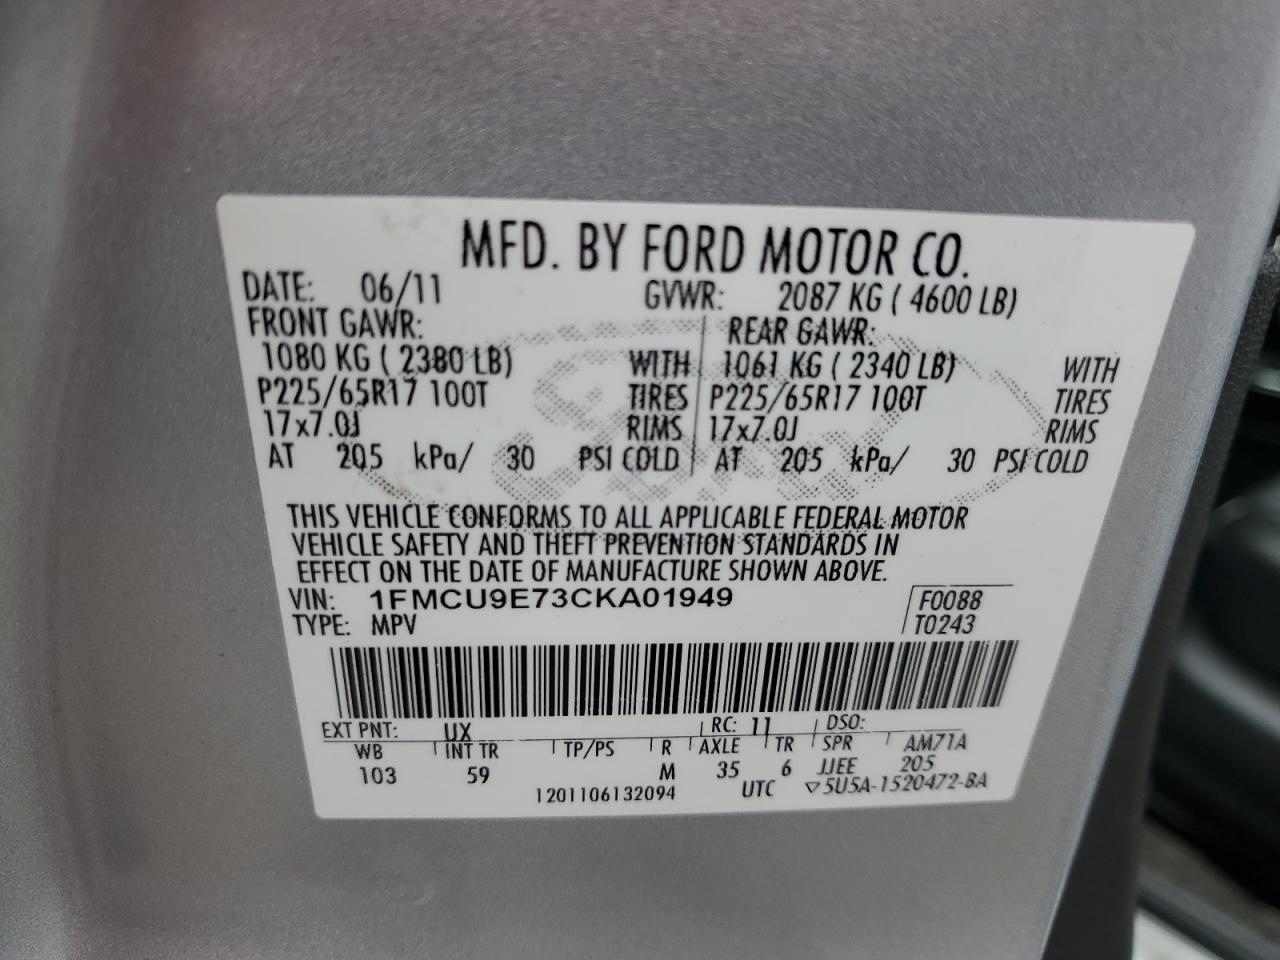 MFD. BY FORD MOTOR CO.
DATE: 06/11 GVWR: 2087 KG ( 4600 LB)
FRONT GAWR: REAR GAWR:
1080 KG ( 2380 LB) WITH 1061 KG ( 2340 LB) WITH
P225/65R17 100T TIRES P225/65R17 100T TIRES
17x7.0J RIMS 17x7.0J RIMS
AT 205 kPa/ 30 PSI COLD AT 205 kPa/ 30 PSI COLD
Ford
THIS VEHICLE CONFORMS TO ALL APPLICABLE FEDERAL MOTOR
VEHICLE SAFETY AND THEFT PREVENTION STANDARDS IN
EFFECT ON THE DATE OF MANUFACTURE SHOWN ABOVE.
VIN: 1FMCU9E73CKA01949 F0088
TYPE: MPV T0243
EXT PNT: UX RC: 11 DSO:
WB INT TR TP/PS R AXLE TR SPR AM71A
103 59 M 35 6 JJEE 205
1201106132094 UTC ▽5U5A-1520472-BA